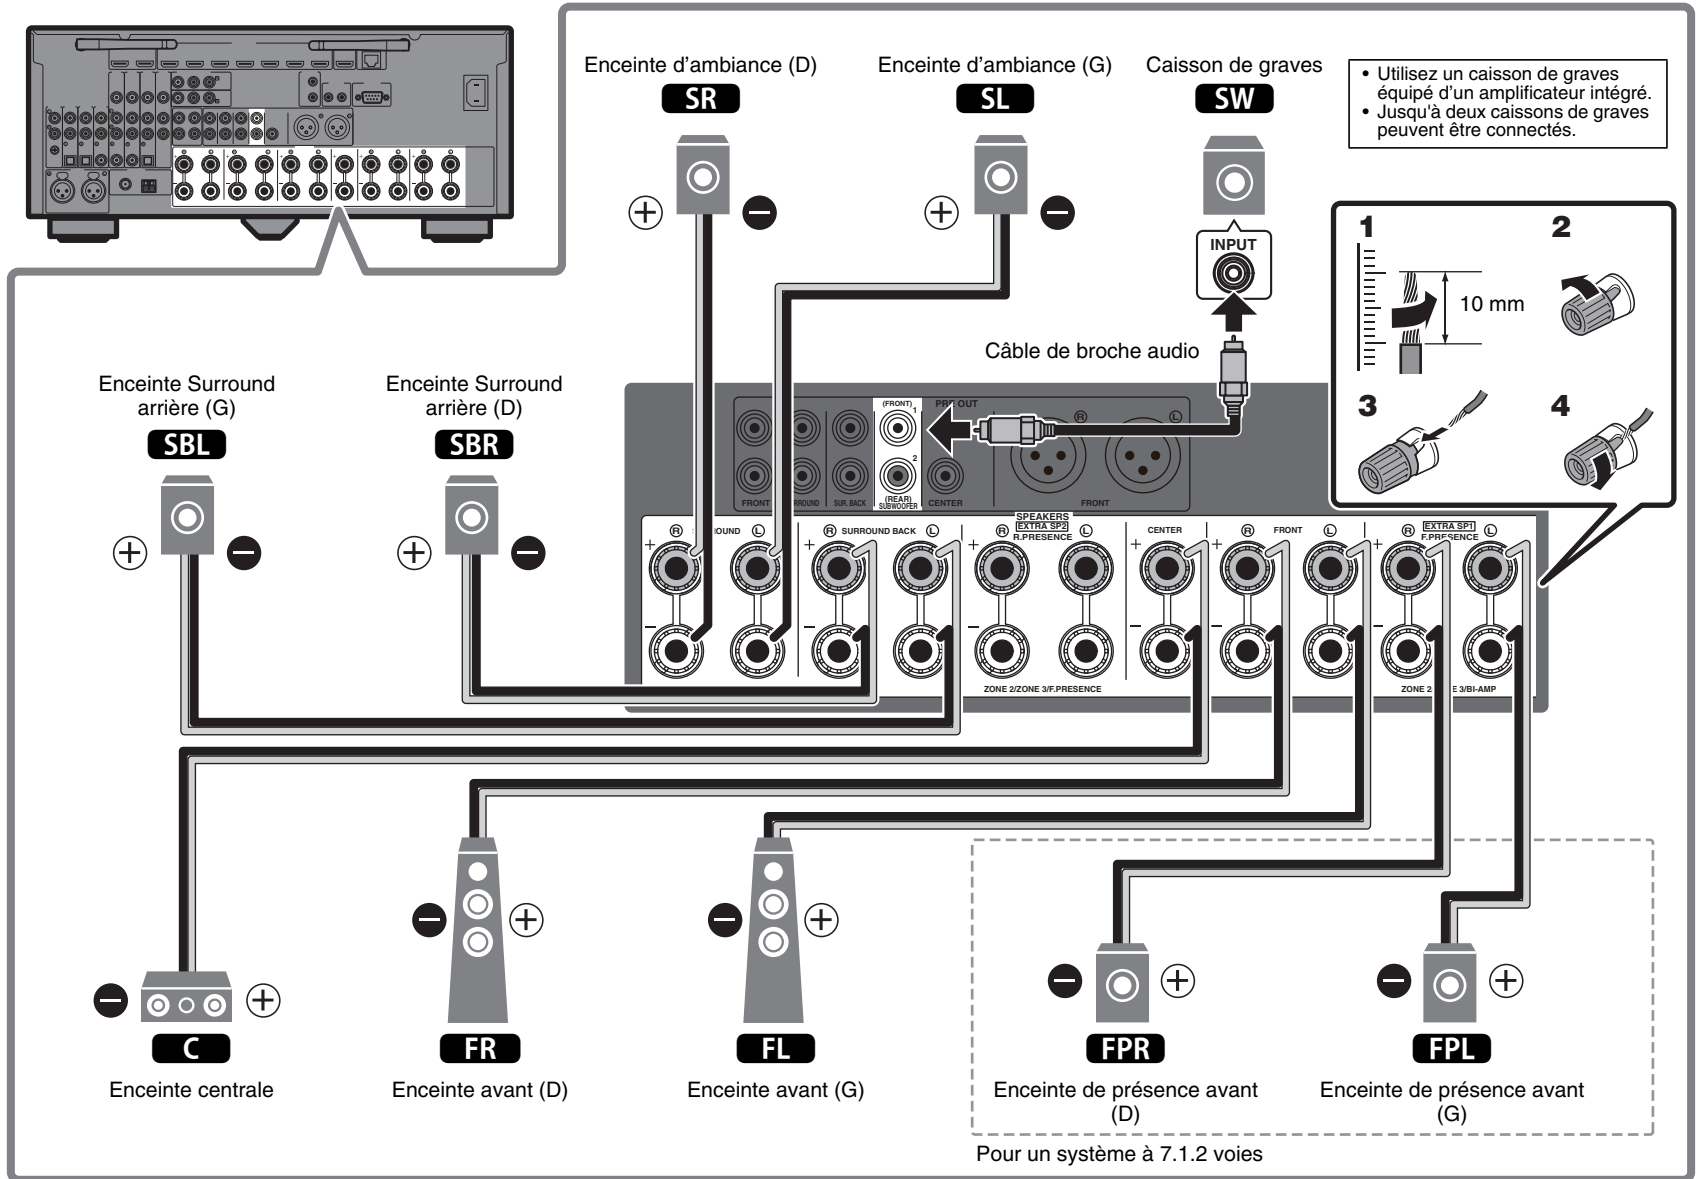 Enceinte d’ambiance (D)
SR
Enceinte d’ambiance (G)
SL
Caisson de graves
SW
• Utilisez un caisson de graves
équipé d’un amplificateur intégré.
• Jusqu'à deux caissons de graves
peuvent être connectés.
INPUT
1
10 mm
2
3
4
Câble de broche audio
Enceinte Surround
arrière (G)
SBL
Enceinte Surround
arrière (D)
SBR
(FRONT)
1
PRE OUT
R
L
2
(REAR)
SUBWOOFER
FRONT
SUR. BACK
CENTER
FRONT
SPEAKERS
R
L
R SURROUND BACK L
R
EXTRA SP2
R.PRESENCE
L
CENTER
R FRONT L
R
EXTRA SP1
F.PRESENCE
L
ZONE 2/ZONE 3/F.PRESENCE
3/BI-AMP
C
Enceinte centrale
FR
Enceinte avant (D)
FL
Enceinte avant (G)
FPR
Enceinte de présence avant
(D)
FPL
Enceinte de présence avant
(G)
Pour un système à 7.1.2 voies